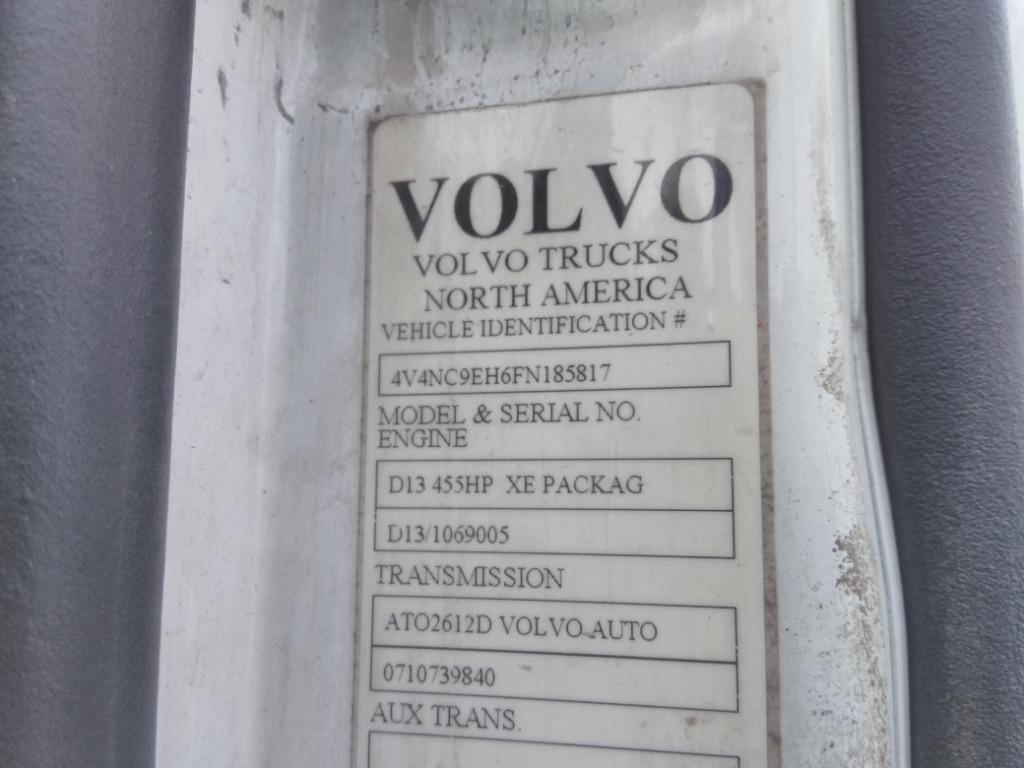 VOLVO
VOLVO TRUCKS
NORTH AMERICA
VEHICLE IDENTIFICATION #
4V4NC9EH6FN185817
MODEL & SERIAL NO.
ENGINE
D13 455HP XE PACKAG
D13/1069005
TRANSMISSION
ATO2612D VOLVO AUTO
0710739840
AUX TRANS.